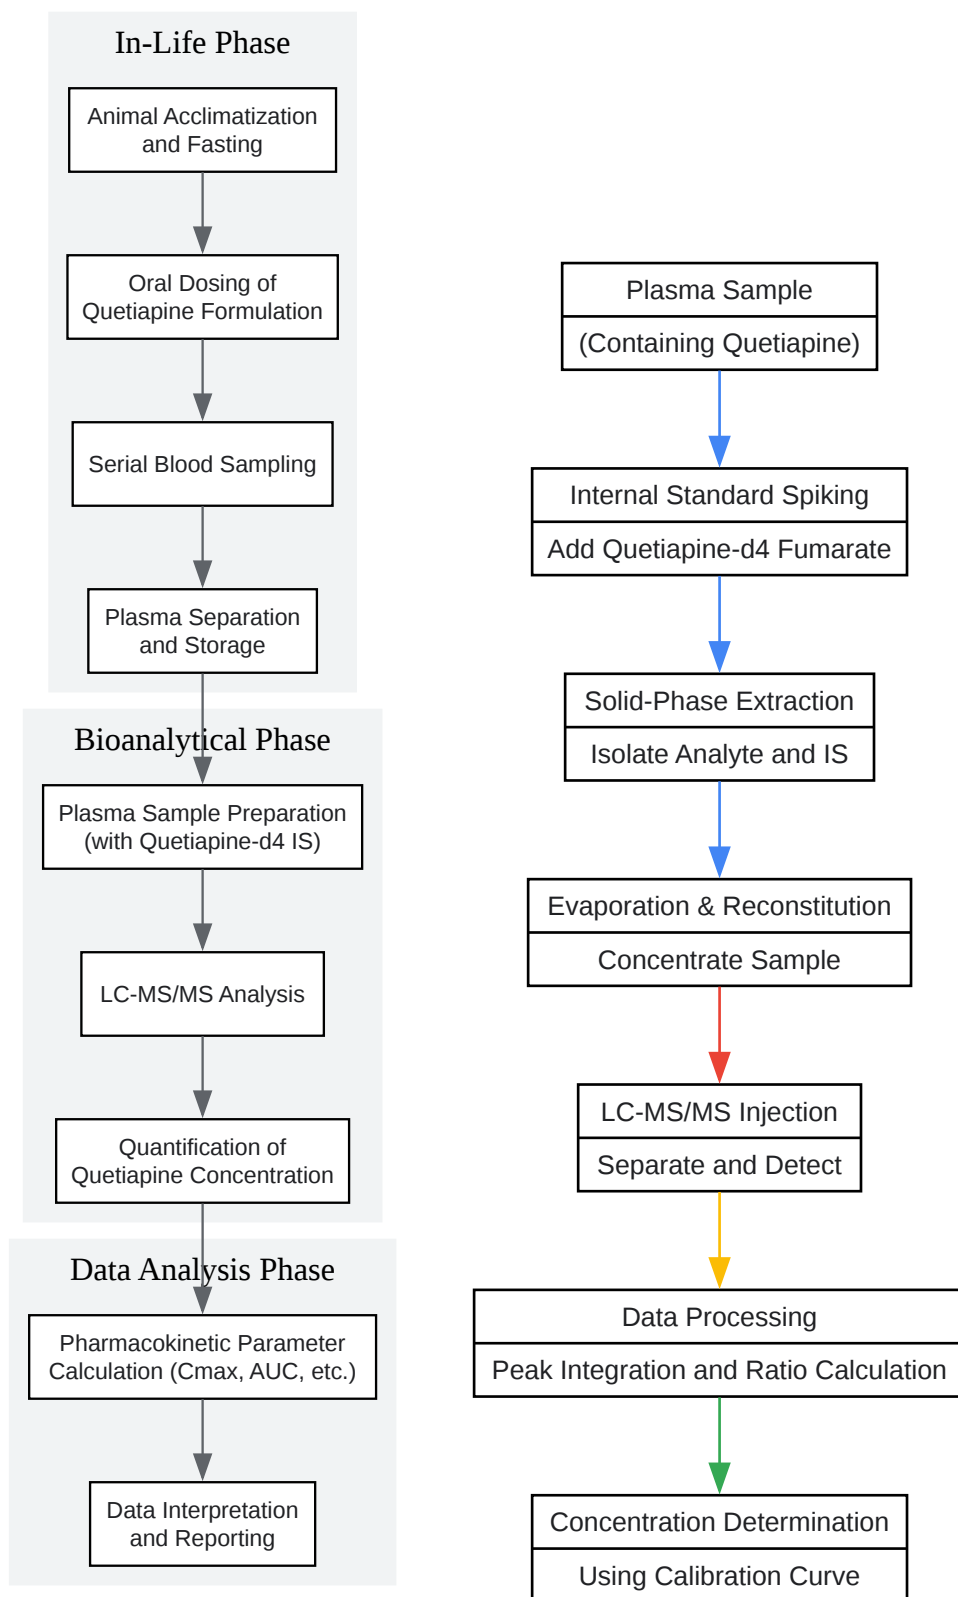 In-Life Phase
Animal Acclimatization
and Fasting
Oral Dosing of
Quetiapine Formulation
Serial Blood Sampling
Plasma Separation
and Storage
Bioanalytical Phase
Plasma Sample Preparation
(with Quetiapine-d4 IS)
LC-MS/MS Analysis
Quantification of
Quetiapine Concentration
Data Analysis Phase
Pharmacokinetic Parameter
Calculation (Cmax, AUC, etc.)
Data Interpretation
and Reporting
Plasma Sample
(Containing Quetiapine)
Internal Standard Spiking
Add Quetiapine-d4 Fumarate
Solid-Phase Extraction
Isolate Analyte and IS
Evaporation & Reconstitution
Concentrate Sample
LC-MS/MS Injection
Separate and Detect
Data Processing
Peak Integration and Ratio Calculation
Concentration Determination
Using Calibration Curve